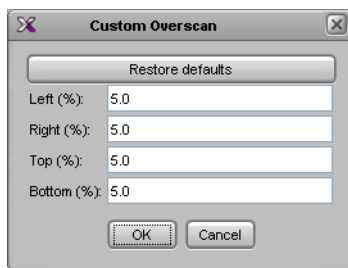 Custom Overscan
Restore defaults
Left (%): 5.0
Right (%): 5.0
Top (%): 5.0
Bottom (%): 5.0
OK Cancel